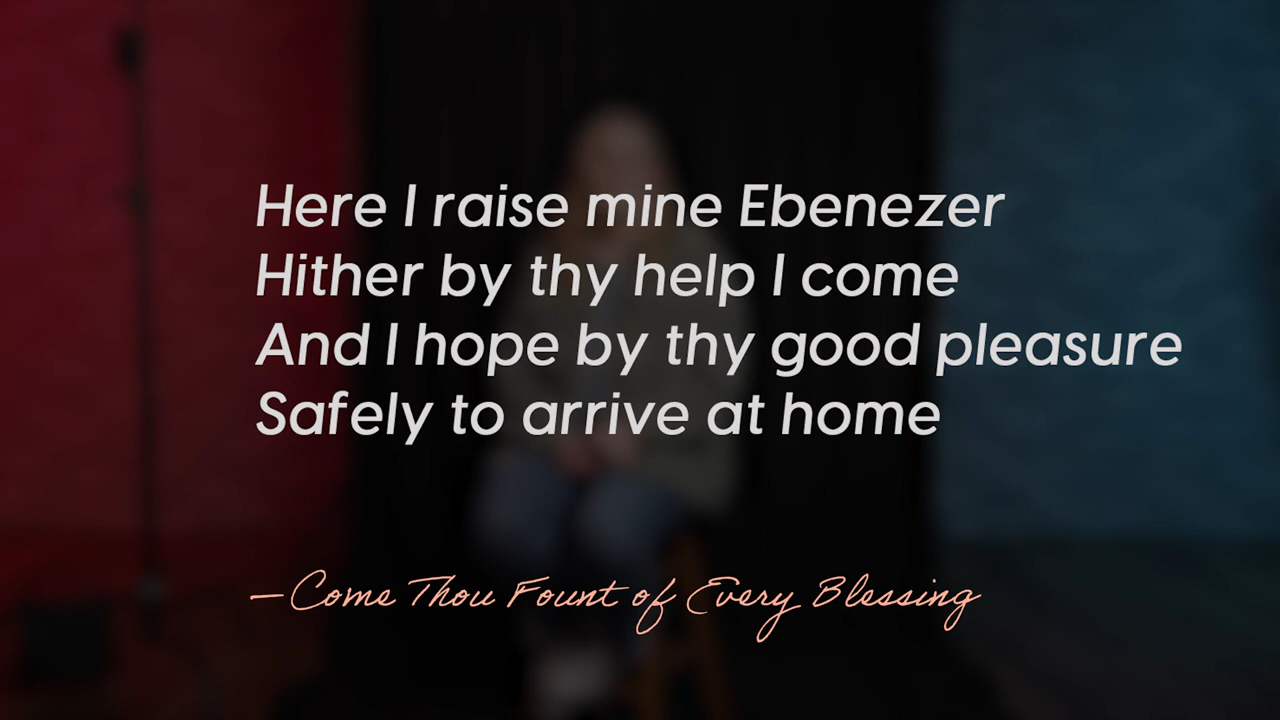 Here I raise mine Ebenezer
Hither by thy help I come
And I hope by thy good pleasure
Safely to arrive at home
—Come Thou Fount of Every Blessing